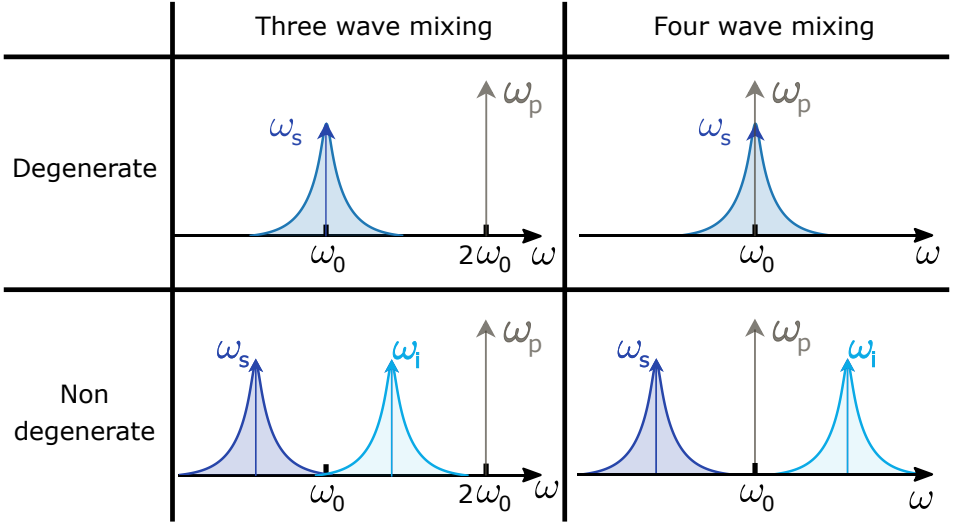 Three wave mixing
Four wave mixing
Degenerate
ωs
ωp
ω0
2ω0
ω
ωp
ωs
ω0
ω
Non
degenerate
ωs
ωi
ωp
ω0
2ω0
ω
ωs
ωp
ωi
ω0
ω